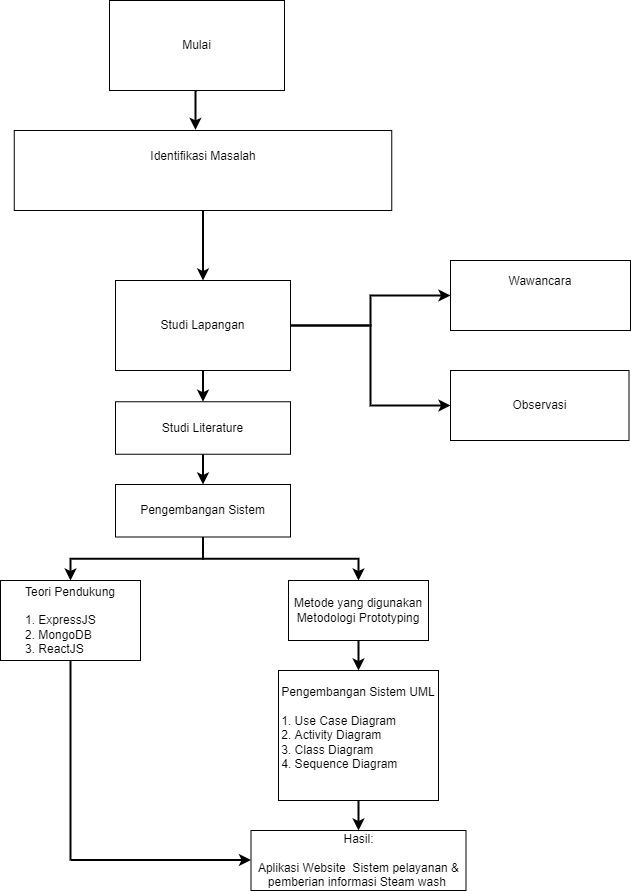 Mulai
Identifikasi Masalah
Studi Lapangan
Wawancara
Observasi
Studi Literature
Pengembangan Sistem
Teori Pendukung
1. ExpressJS
2. MongoDB
3. ReactJS
Metode yang digunakan
Metodologi Prototyping
Pengembangan Sistem UML
1. Use Case Diagram
2. Activity Diagram
3. Class Diagram
4. Sequence Diagram
Hasil:
Aplikasi Website Sistem pelayanan &
pemberian informasi Steam wash